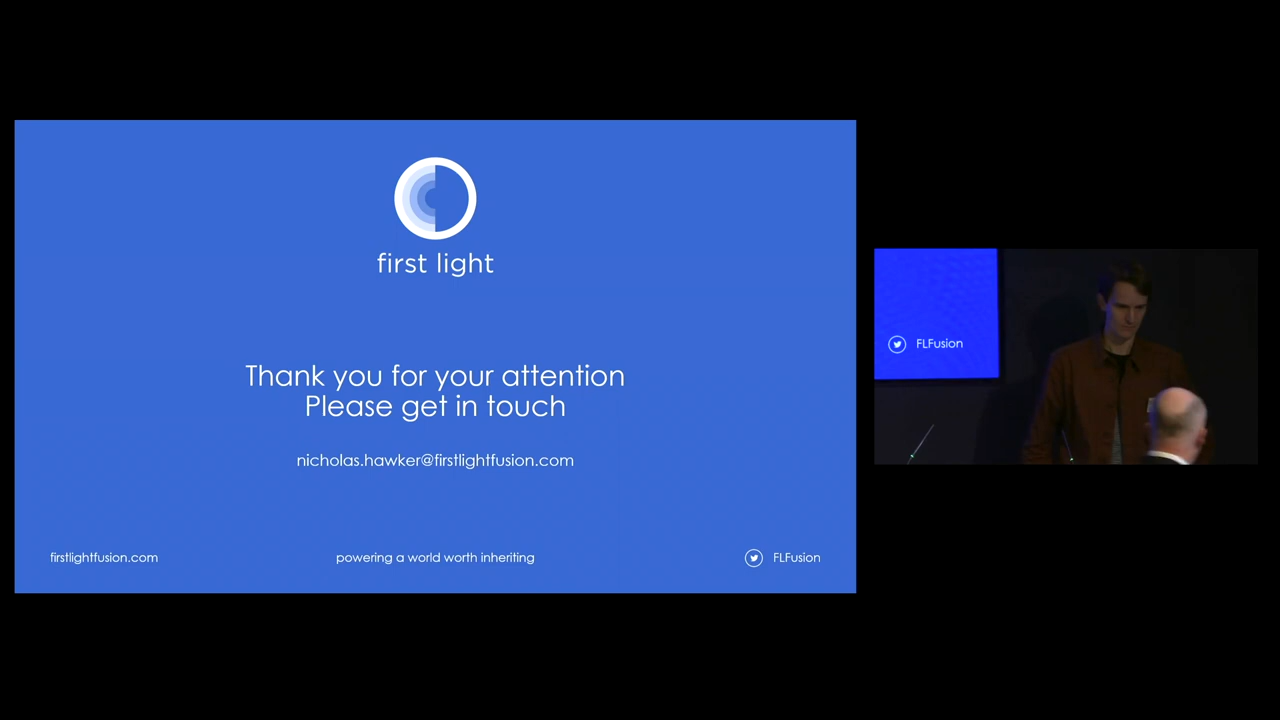 first light
Thank you for your attention
Please get in touch
nicholas.hawker@firstlightfusion.com
firstlightfusion.com
powering a world worth inheriting
FLFusion
FLFusion